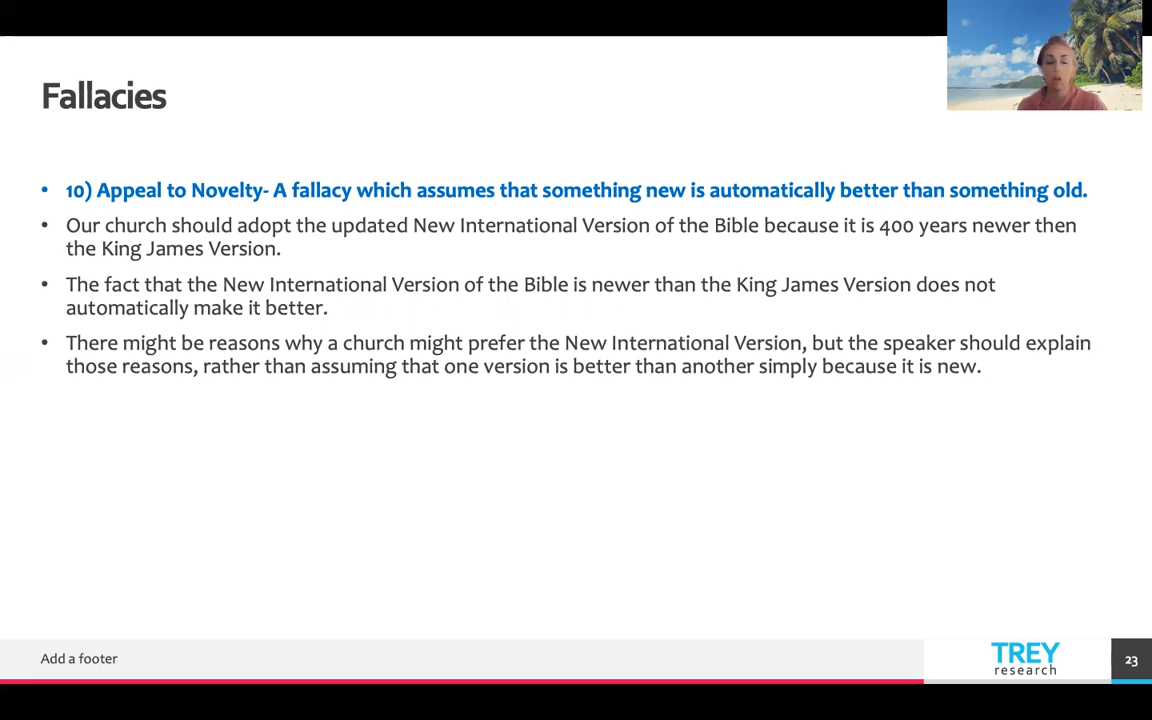 Fallacies
• 10) Appeal to Novelty- A fallacy which assumes that something new is automatically better than something old.
• Our church should adopt the updated New International Version of the Bible because it is 400 years newer then
the King James Version.
• The fact that the New International Version of the Bible is newer than the King James Version does not
automatically make it better.
• There might be reasons why a church might prefer the New International Version, but the speaker should explain
those reasons, rather than assuming that one version is better than another simply because it is new.
Add a footer
TREY
research
23